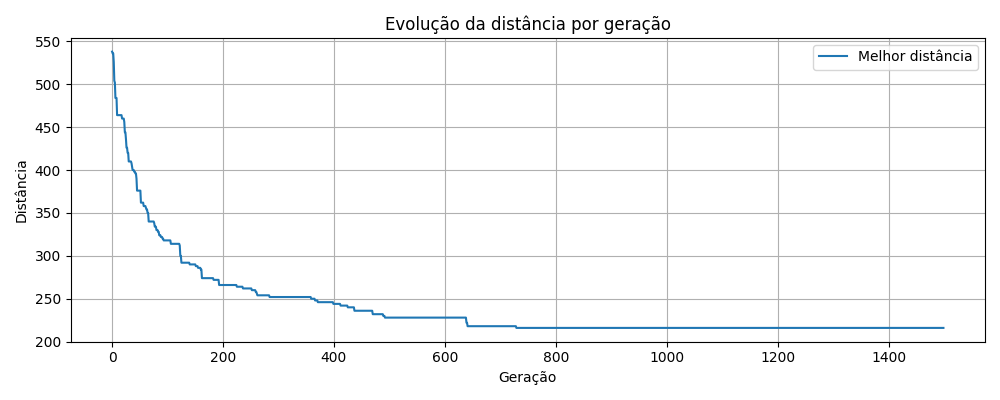 Evolução da distância por geração
Melhor distância
Distância
550
500
450
400
350
300
250
200
0 200 400 600 800 1000 1200 1400
Geração